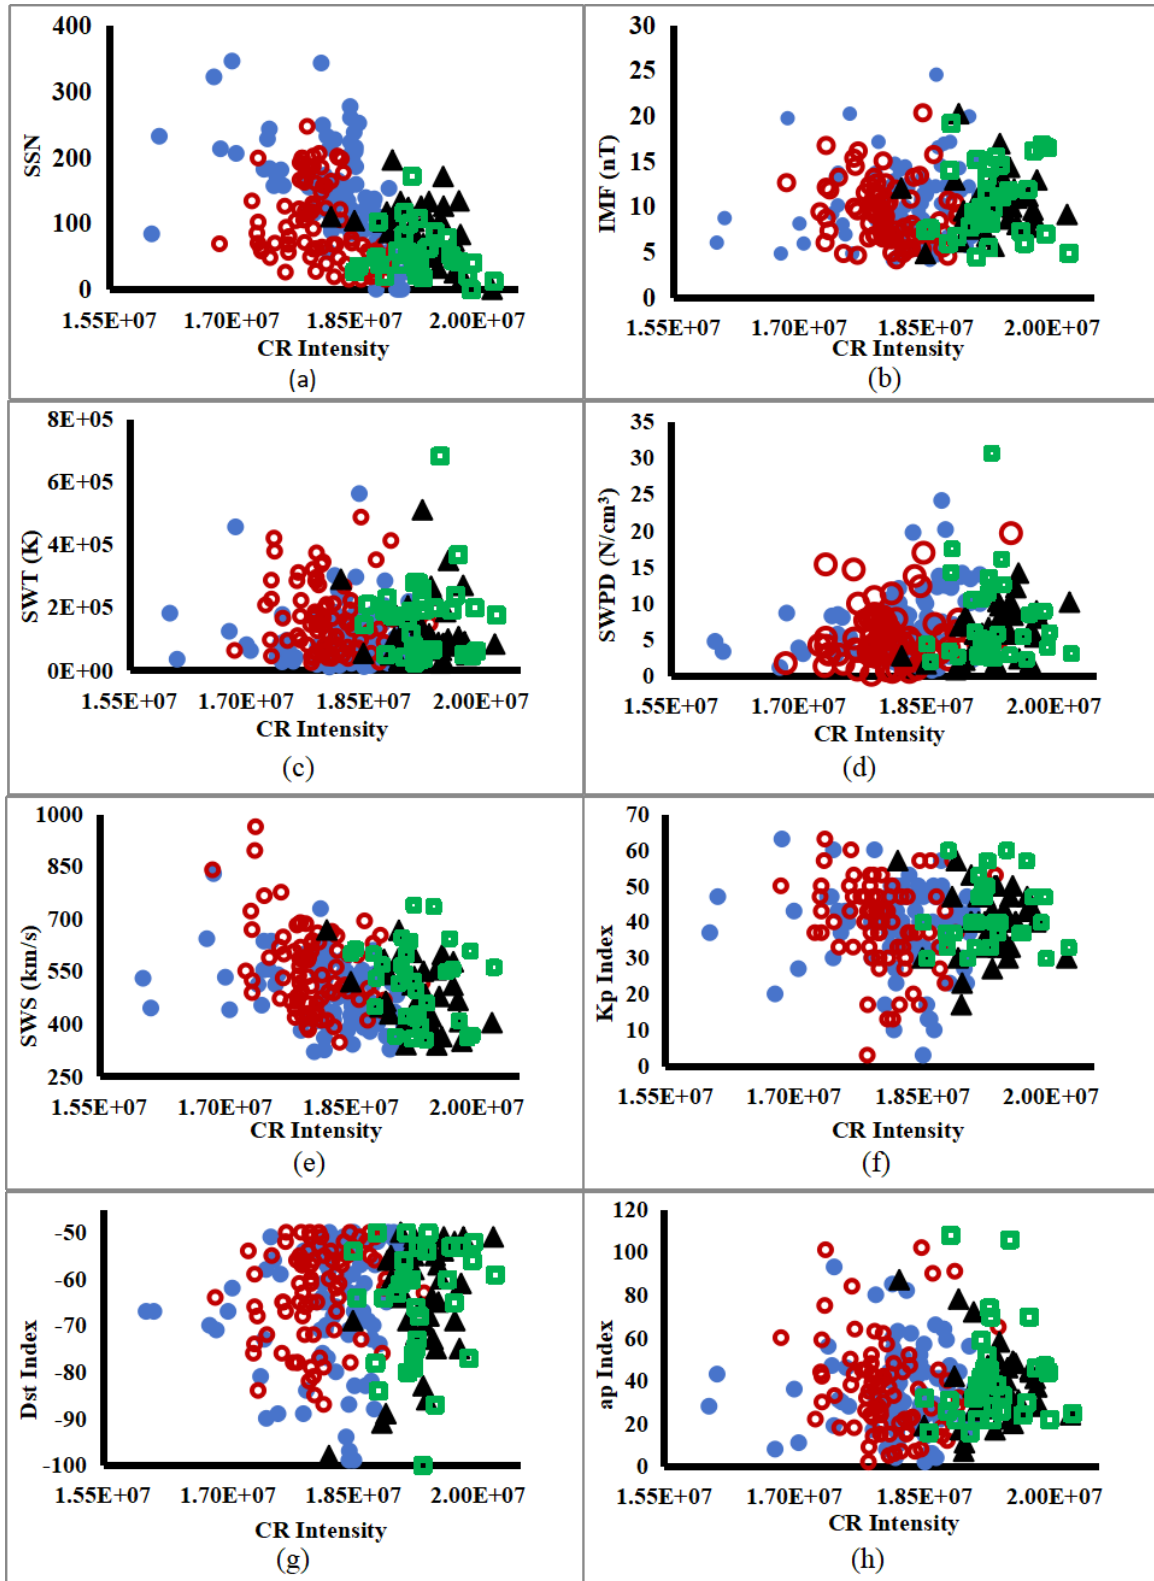 400
300
200
100
0
SSN
1.55E+07 1.70E+07 1.85E+07 2.00E+07
CR Intensity
(a)
30
25
20
15
10
5
0
IMF (nT)
1.55E+07 1.70E+07 1.85E+07 2.00E+07
CR Intensity
(b)
8E+05
6E+05
4E+05
2E+05
0E+00
SWT (K)
1.55E+07 1.70E+07 1.85E+07 2.00E+07
CR Intensity
(c)
35
30
25
20
15
10
5
0
SWPD (N/cm³)
1.55E+07 1.70E+07 1.85E+07 2.00E+07
CR Intensity
(d)
1000
850
700
550
400
250
SWS (km/s)
1.55E+07 1.70E+07 1.85E+07 2.00E+07
CR Intensity
(e)
70
60
50
40
30
20
10
0
Kp Index
1.55E+07 1.70E+07 1.85E+07 2.00E+07
CR Intensity
(f)
-50
-60
-70
-80
-90
-100
Dst Index
1.55E+07 1.70E+07 1.85E+07 2.00E+07
CR Intensity
(g)
120
100
80
60
40
20
0
ap Index
1.55E+07 1.70E+07 1.85E+07 2.00E+07
CR Intensity
(h)